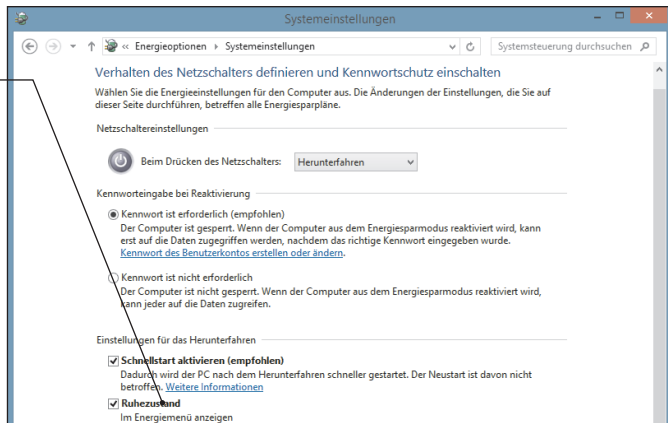 Systemeinstellungen
« Energieoptionen Systemeinstellungen
Systemsteuerung durchsuchen
Verhalten des Netzschalters definieren und Kennwortschutz einschalten
Wählen Sie die Energieeinstellungen für den Computer aus. Die Änderungen der Einstellungen, die Sie auf
dieser Seite durchführen, betreffen alle Energiesparpläne.
Netzschaltereinstellungen
Beim Drücken des Netzschalters: Herunterfahren
Kennworteingabe bei Reaktivierung
Kennwort ist erforderlich (empfohlen)
Der Computer ist gesperrt. Wenn der Computer aus dem Energiesparmodus reaktiviert wird, kann
erst auf die Daten zugegriffen werden, nachdem das richtige Kennwort eingegeben wurde.
Kennwort des Benutzerkontos erstellen oder ändern.
Kennwort ist nicht erforderlich
Der Computer ist nicht gesperrt. Wenn der Computer aus dem Energiesparmodus reaktiviert wird,
kann jeder auf die Daten zugreifen.
Einstellungen für das Herunterfahren
Schnellstart aktivieren (empfohlen)
Dadurch wird der PC nach dem Herunterfahren schneller gestartet. Der Neustart ist davon nicht
betroffen. Weitere Informationen
Ruhezustand
Im Energiemenü anzeigen